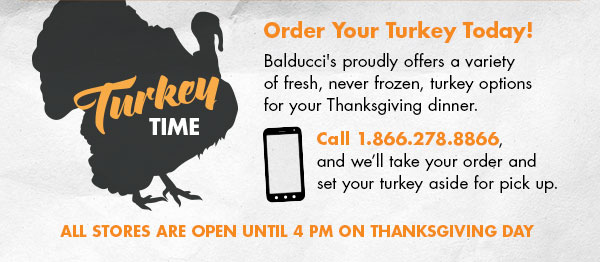 Turkey
TIME
Order Your Turkey Today!
Balducci's proudly offers a variety
of fresh, never frozen, turkey options
for your Thanksgiving dinner.
Call 1.866.278.8866,
and we'll take your order and
set your turkey aside for pick up.
ALL STORES ARE OPEN UNTIL 4 PM ON THANKSGIVING DAY